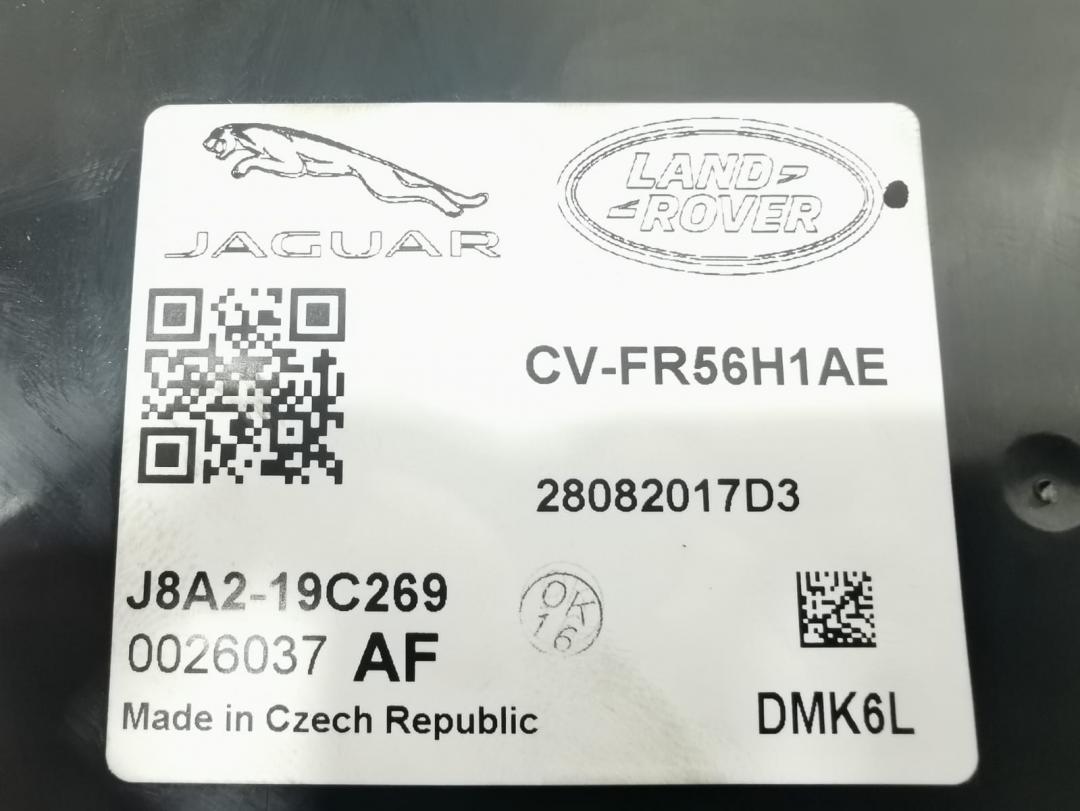 JAGUAR
LAND
ROVER
CV-FR56H1AE
28082017D3
J8A2-19C269
0026037 AF
OK
16
Made in Czech Republic
DMK6L